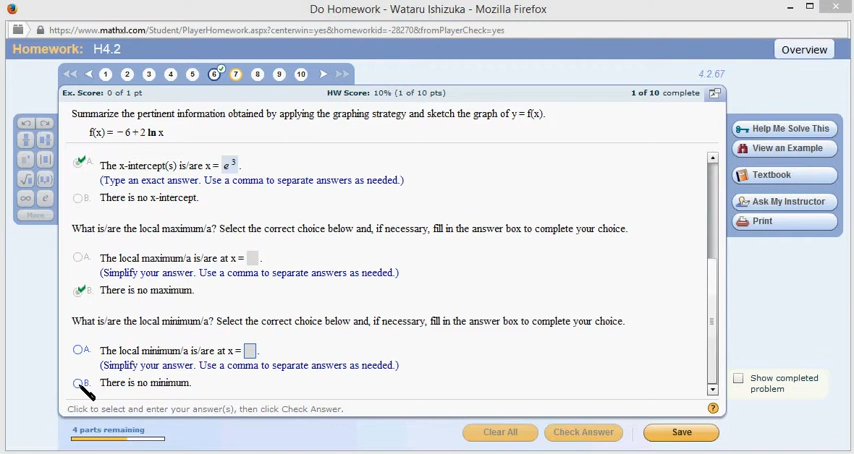 Do Homework - Wataru Ishizuka - Mozilla Firefox
https://www.mathxl.com/Student/PlayerHomework.aspx?centerwin=yes&homeworkid=-28270&fromPlayerCheck=yes
Homework: H4.2
Overview
1 2 3 4 5 6 7 8 9 10
4.2.67
Ex. Score: 0 of 1 pt
HW Score: 10% (1 of 10 pts)
1 of 10 complete
Summarize the pertinent information obtained by applying the graphing strategy and sketch the graph of y = f(x).
f(x) = − 6 + 2 ln x
A. The x-intercept(s) is/are x = e³.
(Type an exact answer. Use a comma to separate answers as needed.)
B. There is no x-intercept.
What is/are the local maximum/a? Select the correct choice below and, if necessary, fill in the answer box to complete your choice.
A. The local maximum/a is/are at x = .
(Simplify your answer. Use a comma to separate answers as needed.)
B. There is no maximum.
What is/are the local minimum/a? Select the correct choice below and, if necessary, fill in the answer box to complete your choice.
A. The local minimum/a is/are at x = .
(Simplify your answer. Use a comma to separate answers as needed.)
B. There is no minimum.
Click to select and enter your answer(s), then click Check Answer.
?
4 parts remaining
Clear All
Check Answer
Save
More
Help Me Solve This
View an Example
Textbook
Ask My Instructor
Print
Show completed
problem